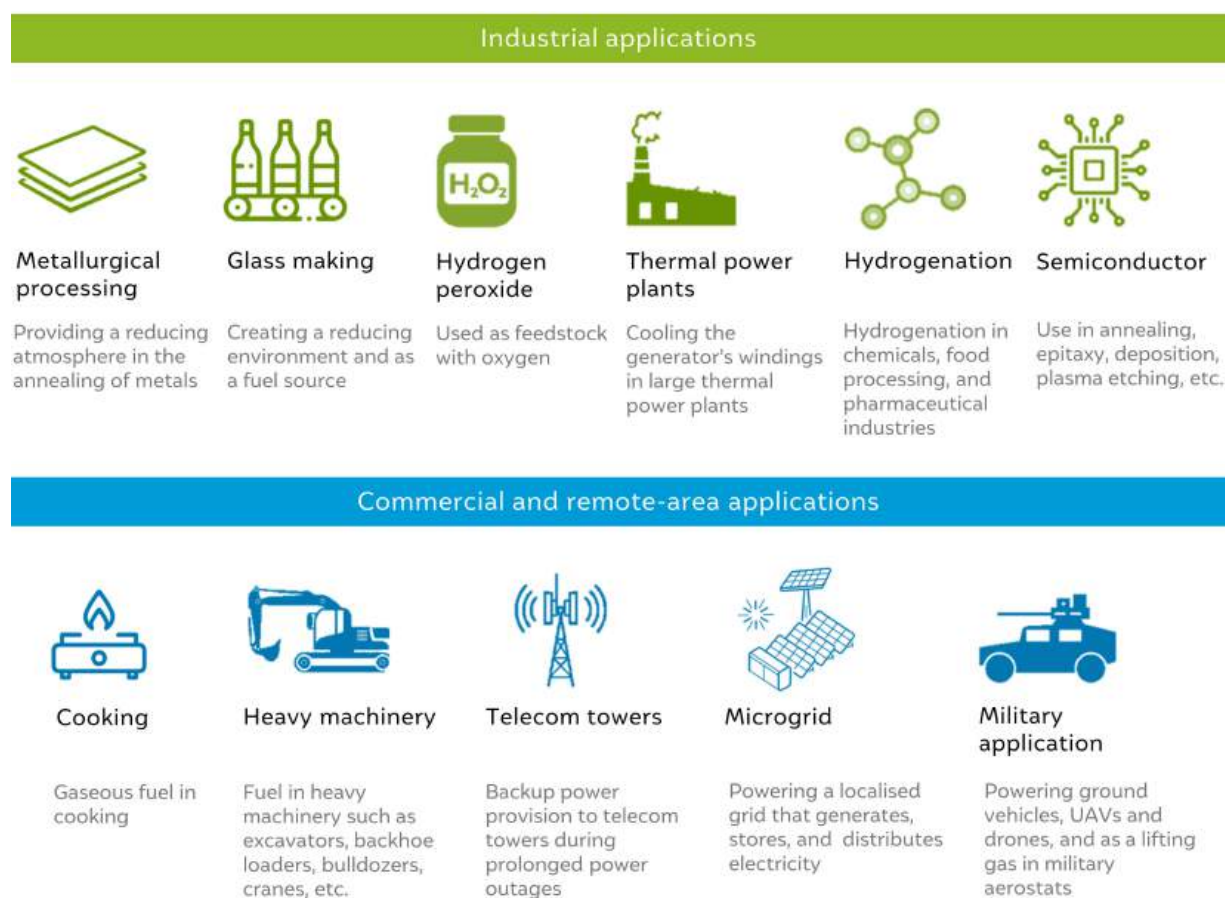 Industrial applications
H₂O₂
Metallurgical
processing
Providing a reducing
atmosphere in the
annealing of metals
Glass making
Creating a reducing
environment and as
a fuel source
Hydrogen
peroxide
Used as feedstock
with oxygen
Thermal power
plants
Cooling the
generator's windings
in large thermal
power plants
Hydrogenation
Hydrogenation in
chemicals, food
processing, and
pharmaceutical
industries
Semiconductor
Use in annealing,
epitaxy, deposition,
plasma etching, etc.
Commercial and remote-area applications
Cooking
Gaseous fuel in
cooking
Heavy machinery
Fuel in heavy
machinery such as
excavators, backhoe
loaders, bulldozers,
cranes, etc.
Telecom towers
Backup power
provision to telecom
towers during
prolonged power
outages
Microgrid
Powering a localised
grid that generates,
stores, and distributes
electricity
Military
application
Powering ground
vehicles, UAVs and
drones, and as a lifting
gas in military
aerostats